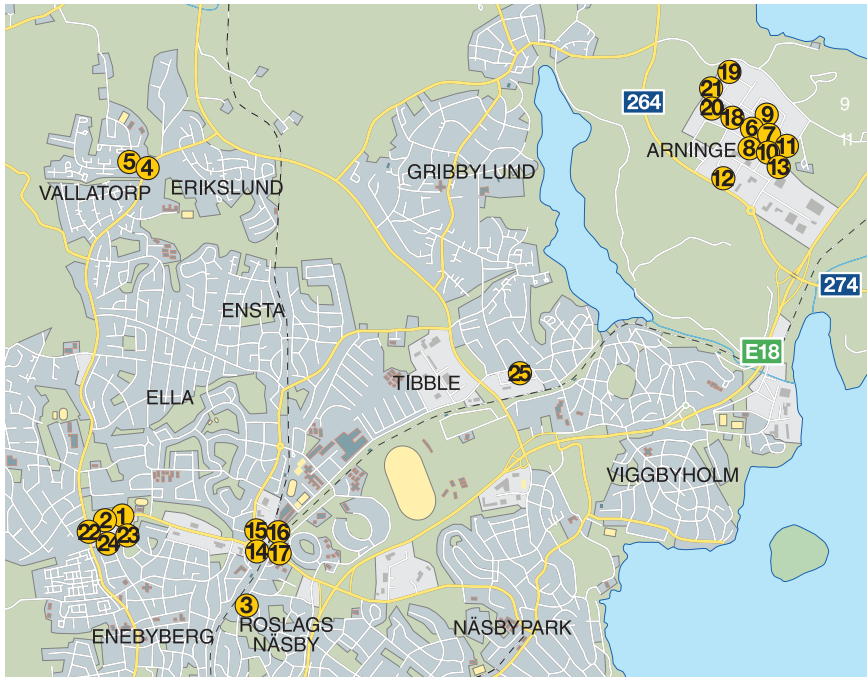 19
21
264
20
9
9
18
6
7
11
ARNINGE
8
10
11
5
4
13
GRIBBYLUND
12
VALLATORP
ERIKSLUND
274
ENSTA
E18
25
TIBBLE
ELLA
VIGGBYHOLM
1
2
22
15
16
23
24
14
17
3
ENEBYBERG
ROSLAGS
NÄSBY
NÄSBYPARK